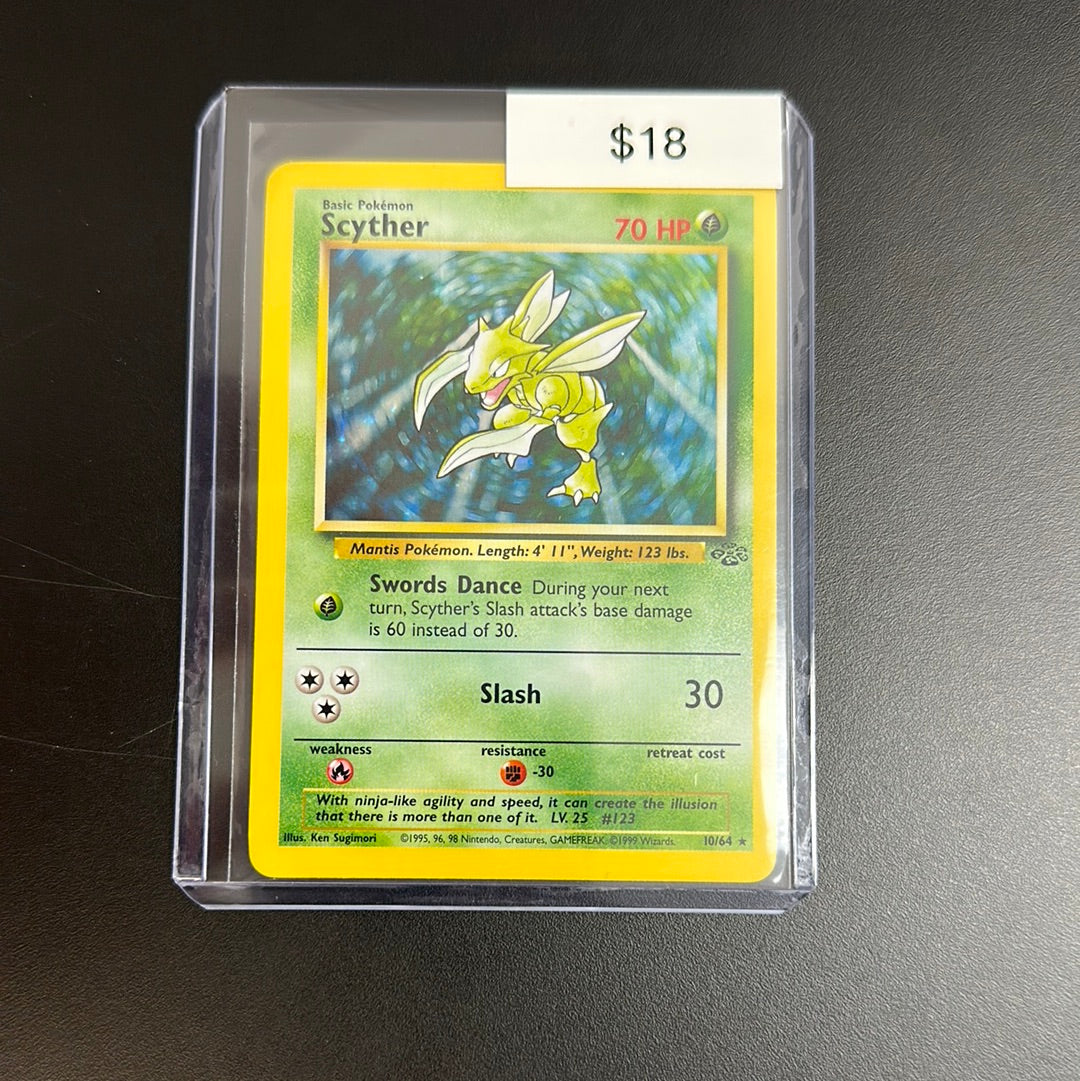 $18
Basic Pokémon
Scyther 70 HP
Mantis Pokémon. Length: 4' 11", Weight: 123 lbs.
Swords Dance During your next
turn, Scyther's Slash attack's base damage
is 60 instead of 30.
Slash 30
weakness resistance retreat cost
-30
With ninja-like agility and speed, it can create the illusion
that there is more than one of it. LV. 25 #123
Illus. Ken Sugimori ©1995, 96, 98 Nintendo, Creatures, GAMEFREAK. ©1999 Wizards. 10/64 ★